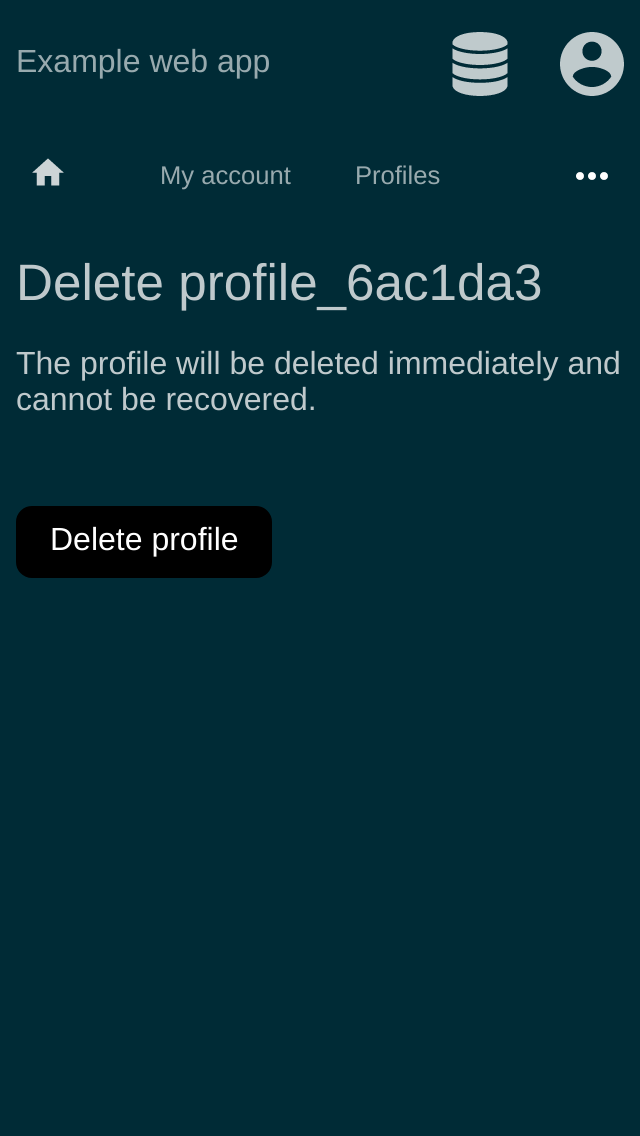 Example web app
My account Profiles
Delete profile_6ac1da3
The profile will be deleted immediately and
cannot be recovered.
Delete profile